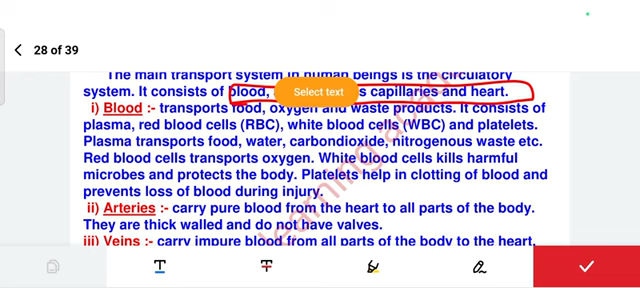 28 of 39
The main transport system in human beings is the circulatory
system. It consists of blood, s capillaries and heart.
Select text
i) Blood :- transports food, oxygen and waste products. It consists of
plasma, red blood cells (RBC), white blood cells (WBC) and platelets.
Plasma transports food, water, carbondioxide, nitrogenous waste etc.
Red blood cells transports oxygen. White blood cells kills harmful
microbes and protects the body. Platelets help in clotting of blood and
prevents loss of blood during injury.
ii) Arteries :- carry pure blood from the heart to all parts of the body.
They are thick walled and do not have valves.
iii) Veins :- carry impure blood from all parts of the body to the heart.
learning